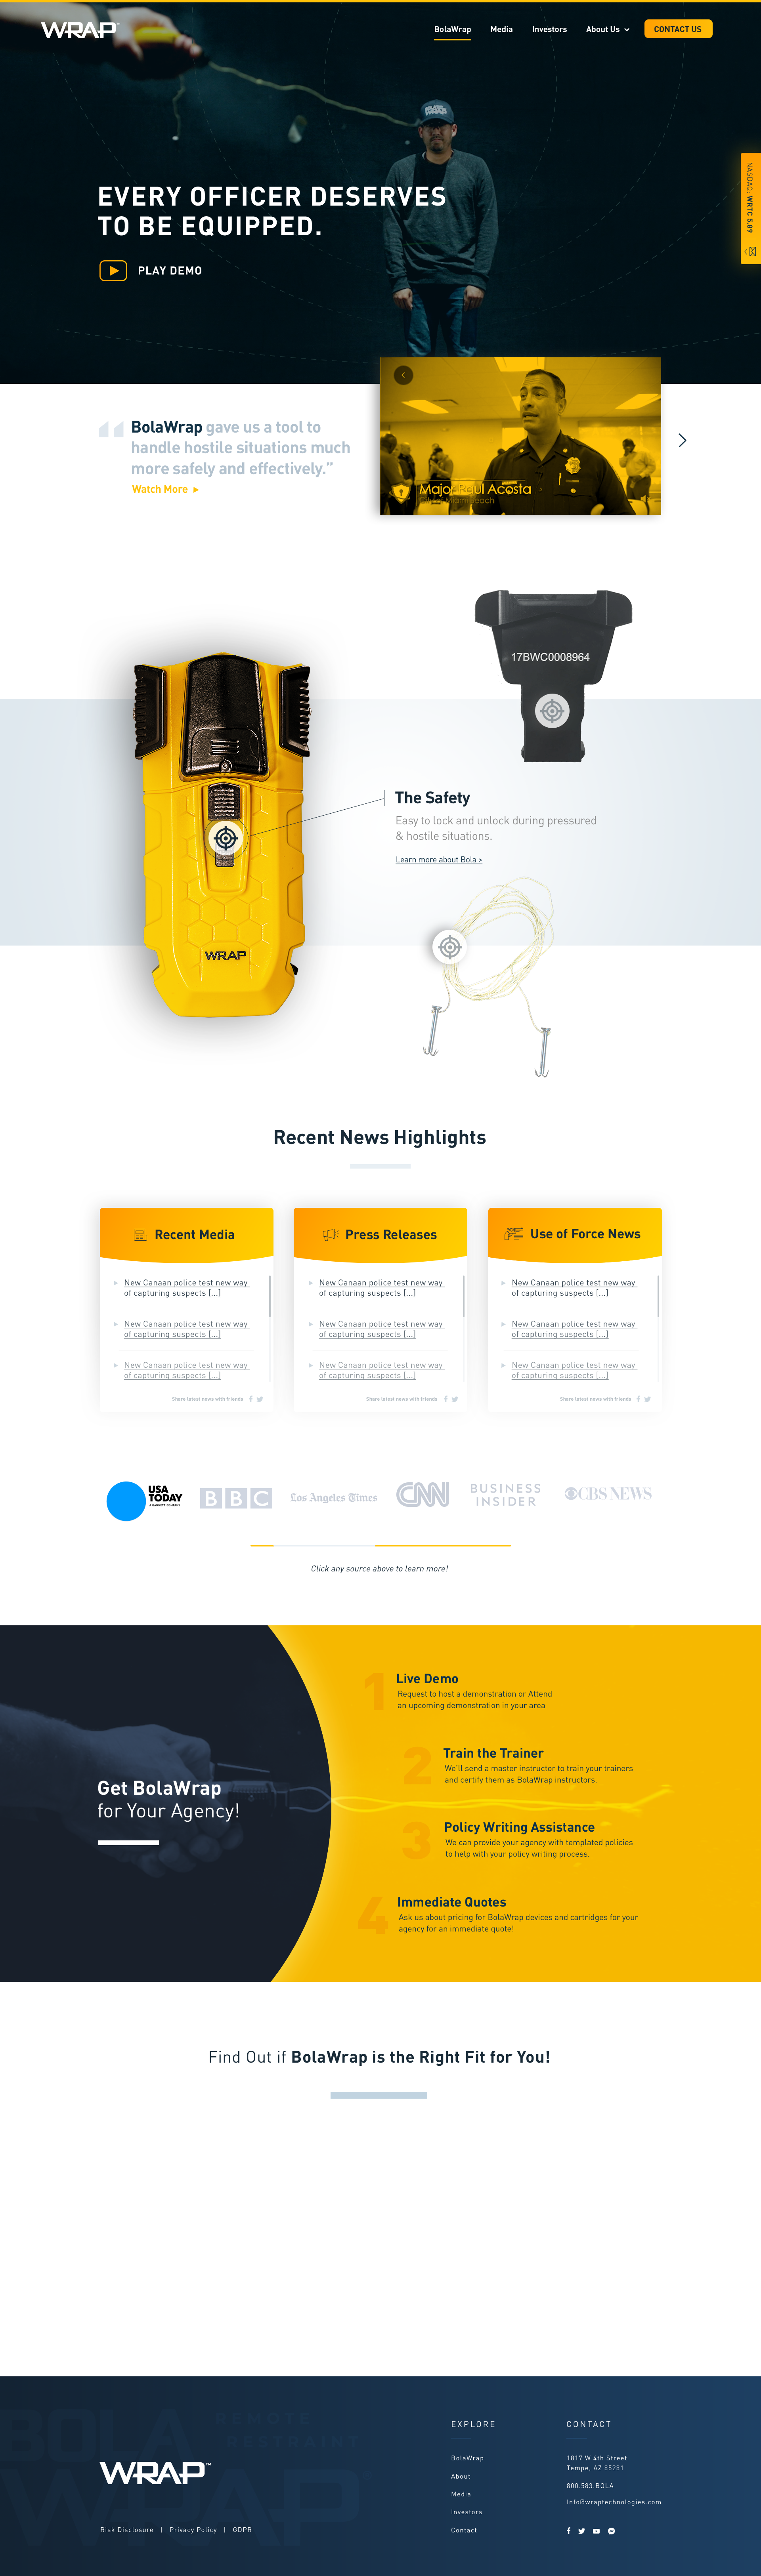 WRAP
BolaWrap
Media
Investors
About Us
CONTACT US
NASDAQ: WRTC 5.89
EVERY OFFICER DESERVES
TO BE EQUIPPED.
PLAY DEMO
BolaWrap gave us a tool to
handle hostile situations much
more safely and effectively.”
Watch More
Major Paul Acosta
17BWC0008964
The Safety
Easy to lock and unlock during pressured
& hostile situations.
Learn more about Bola >
WRAP
Recent News Highlights
Recent Media
New Canaan police test new way
of capturing suspects [...]
New Canaan police test new way
of capturing suspects [...]
New Canaan police test new way
of capturing suspects [...]
Share latest news with friends
Press Releases
New Canaan police test new way
of capturing suspects [...]
New Canaan police test new way
of capturing suspects [...]
New Canaan police test new way
of capturing suspects [...]
Share latest news with friends
Use of Force News
New Canaan police test new way
of capturing suspects [...]
New Canaan police test new way
of capturing suspects [...]
New Canaan police test new way
of capturing suspects [...]
Share latest news with friends
USA
TODAY
A GANNETT COMPANY
BBC
Los Angeles Times
CNN
BUSINESS
INSIDER
CBS NEWS
Click any source above to learn more!
Get BolaWrap
for Your Agency!
1
Live Demo
Request to host a demonstration or Attend
an upcoming demonstration in your area
2
Train the Trainer
We'll send a master instructor to train your trainers
and certify them as BolaWrap instructors.
3
Policy Writing Assistance
We can provide your agency with templated policies
to help with your policy writing process.
4
Immediate Quotes
Ask us about pricing for BolaWrap devices and cartridges for your
agency for an immediate quote!
Find Out if BolaWrap is the Right Fit for You!
BOLA
WRAP
REMOTE
RESTRAINT
WRAP™
Risk Disclosure | Privacy Policy | GDPR
EXPLORE
BolaWrap
About
Media
Investors
Contact
CONTACT
1817 W 4th Street
Tempe, AZ 85281
800.583.BOLA
Info@wraptechnologies.com